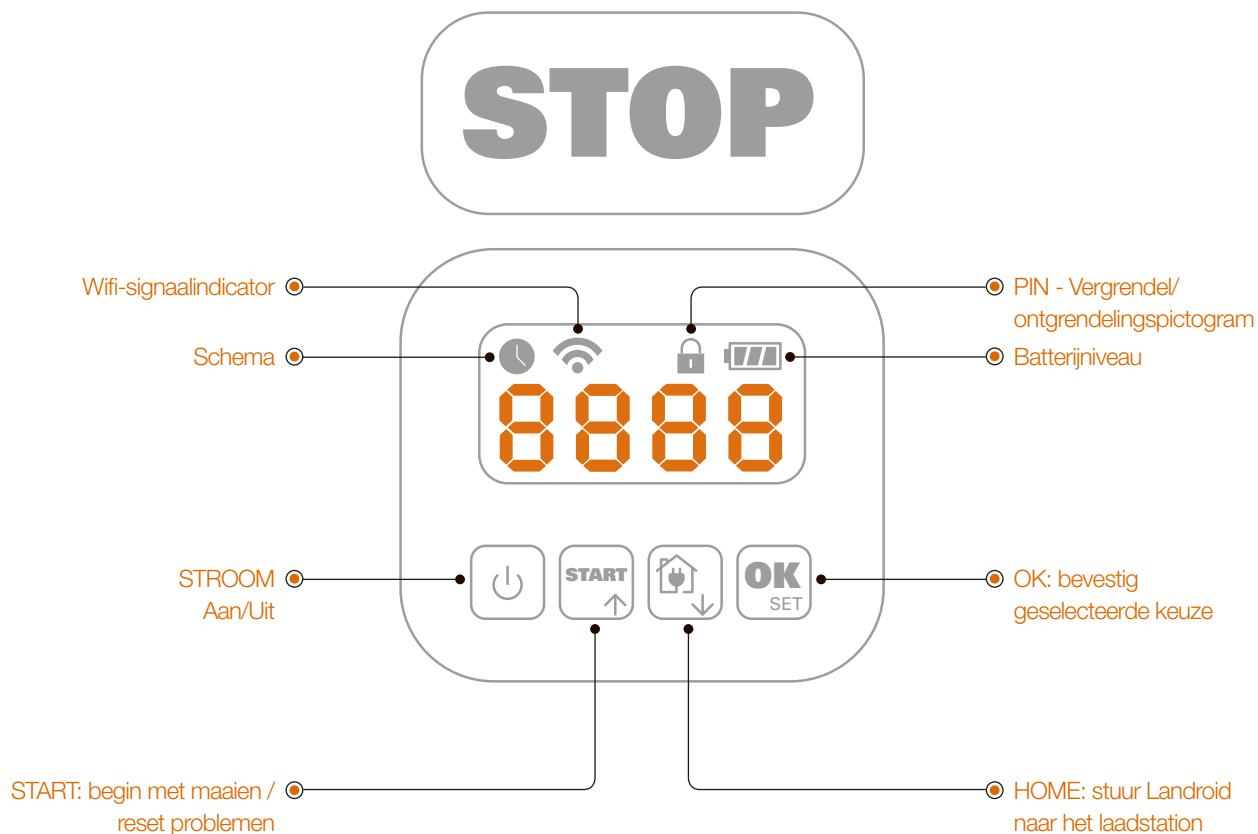 STOP
Wifi-signaalindicator
PIN - Vergrendel/
ontgrendelingspictogram
Schema
Batterijniveau
8888
STROOM
Aan/Uit
START
OK
SET
OK: bevestig
geselecteerde keuze
START: begin met maaien /
reset problemen
HOME: stuur Landroid
naar het laadstation